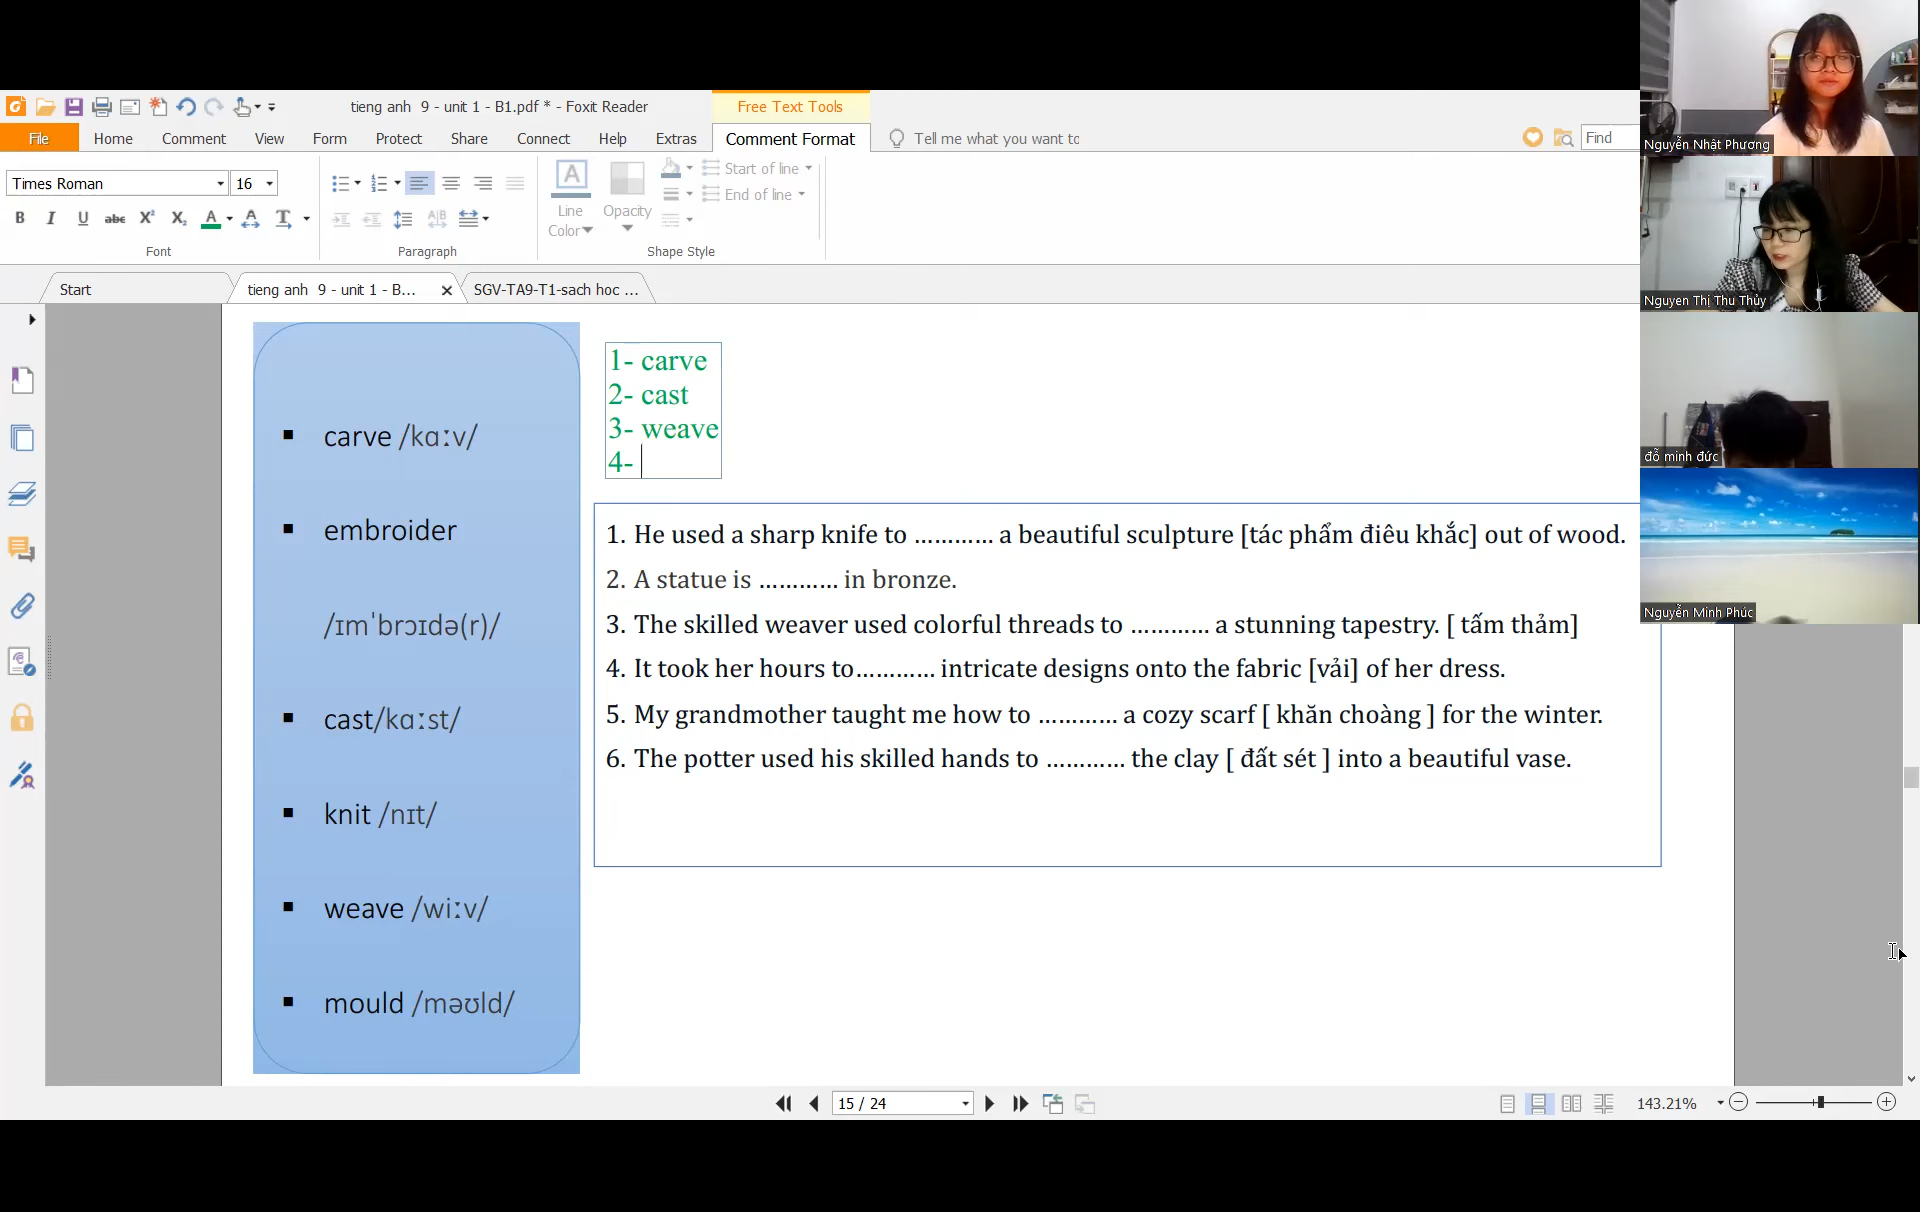 tieng anh 9 - unit 1 - B1.pdf * - Foxit Reader
Free Text Tools
File
Home
Comment
View
Form
Protect
Share
Connect
Help
Extras
Comment Format
Tell me what you want to
Find
Times Roman
16
Start of line
End of line
B
I
U
abc
X²
X₂
A
A
T
Line
Color
Opacity
Font
Paragraph
Shape Style
Start
tieng anh 9 - unit 1 - B...
SGV-TA9-T1-sach hoc ...
▪ carve /kɑːv/
▪ embroider
/ɪmˈbrɔɪdə(r)/
▪ cast/kɑːst/
▪ knit /nɪt/
▪ weave /wiːv/
▪ mould /məʊld/
1- carve
2- cast
3- weave
4-
1. He used a sharp knife to ............ a beautiful sculpture [tác phẩm điêu khắc] out of wood.
2. A statue is ............ in bronze.
3. The skilled weaver used colorful threads to ............ a stunning tapestry. [ tấm thảm]
4. It took her hours to............ intricate designs onto the fabric [vải] of her dress.
5. My grandmother taught me how to ............ a cozy scarf [ khăn choàng ] for the winter.
6. The potter used his skilled hands to ............ the clay [ đất sét ] into a beautiful vase.
Nguyễn Nhật Phương
Nguyen Thi Thu Thủy
đỗ minh đức
Nguyễn Minh Phúc
15 / 24
143.21%